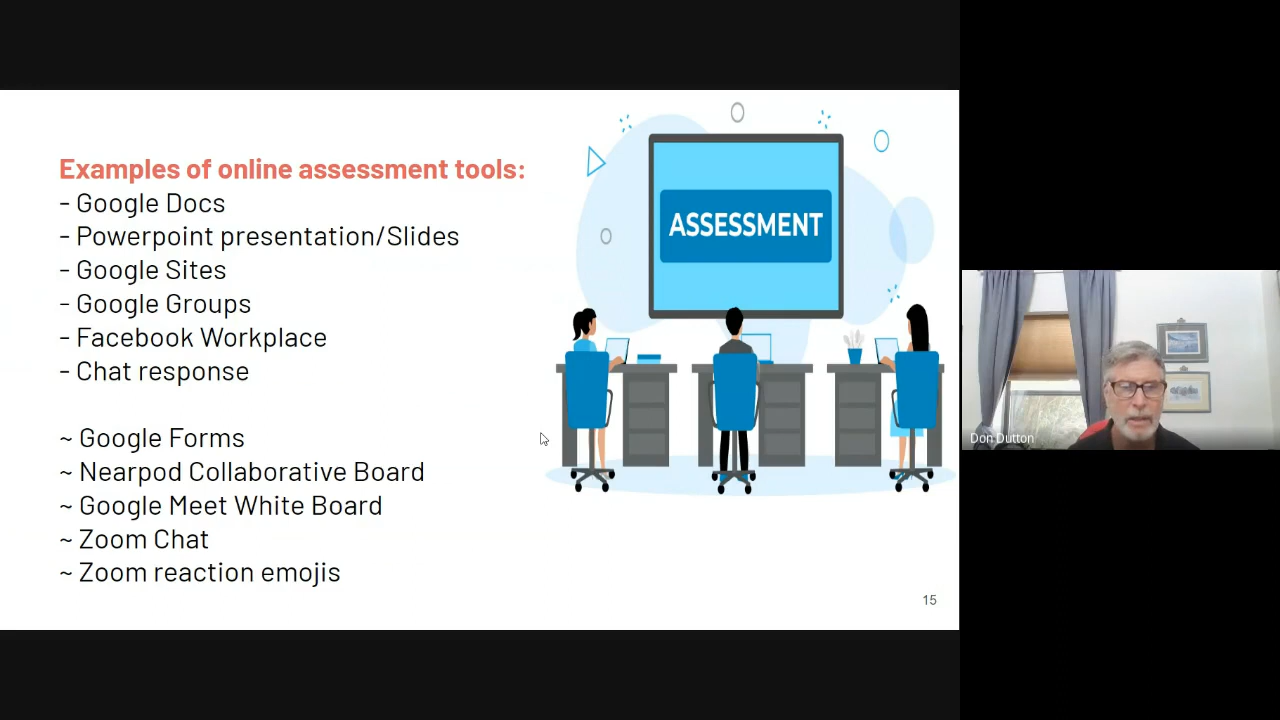 Examples of online assessment tools:
- Google Docs
- Powerpoint presentation/Slides
- Google Sites
- Google Groups
- Facebook Workplace
- Chat response
~ Google Forms
~ Nearpod Collaborative Board
~ Google Meet White Board
~ Zoom Chat
~ Zoom reaction emojis
ASSESSMENT
15
Don Dutton